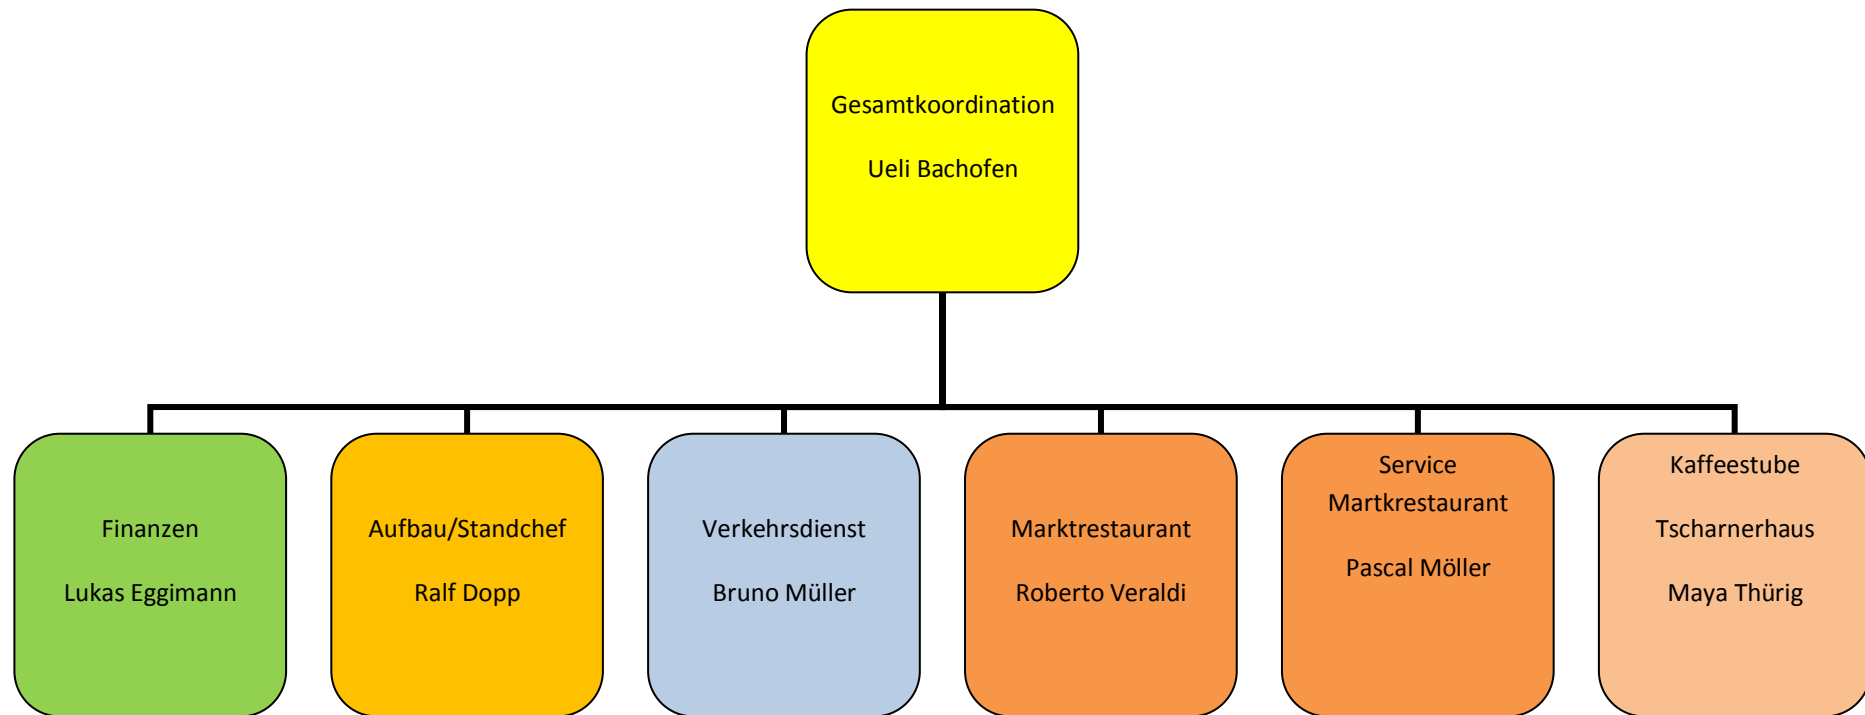 Gesamtkoordination
Ueli Bachofen
Finanzen
Lukas Eggimann
Aufbau/Standchef
Ralf Dopp
Verkehrsdienst
Bruno Müller
Marktrestaurant
Roberto Veraldi
Service
Martkrestaurant
Pascal Möller
Kaffeestube
Tscharnerhaus
Maya Thürig